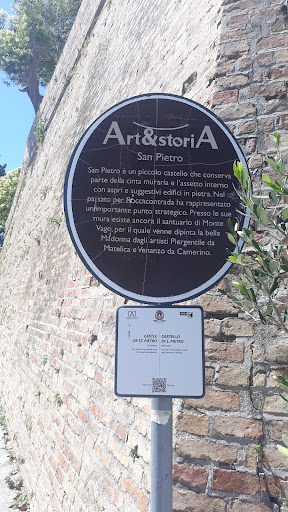 Art&storiA
San Pietro
San Pietro è un piccolo castello che conserva
parte della cinta muraria e l'assetto interno
con aspri e suggestivi edifici in pietra. Nel
passato per Roccacontrada ha rappresentato
un importante punto strategico. Presso le sue
mura esiste ancora il santuario di Monte
Vago, per il quale venne dipinta la bella
Madonna dagli artisti Piergentile da
Matelica e Venanzo da Camerino.
CASTLE
OF ST. PIETRO
CASTELLO
DI S. PIETRO